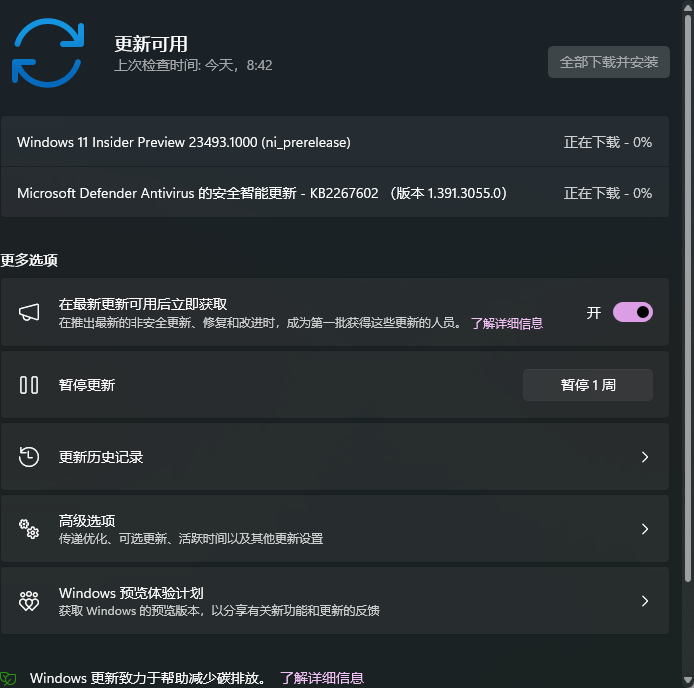 更新可用
上次检查时间: 今天，8:42
全部下载并安装
Windows 11 Insider Preview 23493.1000 (ni_prerelease)
正在下载 - 0%
Microsoft Defender Antivirus 的安全智能更新 - KB2267602 （版本 1.391.3055.0）
正在下载 - 0%
更多选项
在最新更新可用后立即获取
在推出最新的非安全更新、修复和改进时，成为第一批获得这些更新的人员。 了解详细信息
开
暂停更新
暂停 1 周
更新历史记录
高级选项
传递优化、可选更新、活跃时间以及其他更新设置
Windows 预览体验计划
获取 Windows 的预览版本，以分享有关新功能和更新的反馈
Windows 更新致力于帮助减少碳排放。 了解详细信息